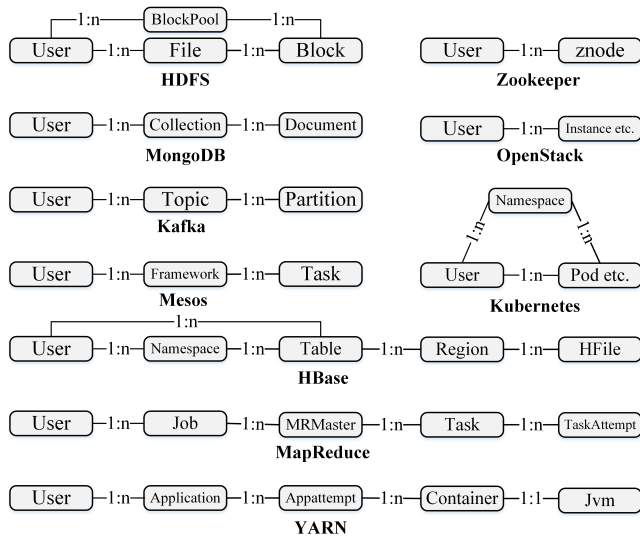 1:n BlockPool 1:n
User 1:n File 1:n Block
HDFS
User 1:n znode
Zookeeper
User 1:n Collection 1:n Document
MongoDB
User 1:n Instance etc.
OpenStack
User 1:n Topic 1:n Partition
Kafka
Namespace
1:n 1:n
User 1:n Pod etc.
Kubernetes
User 1:n Framework 1:n Task
Mesos
1:n
User 1:n Namespace 1:n Table 1:n Region 1:n HFile
HBase
User 1:n Job 1:n MRMaster 1:n Task 1:n TaskAttempt
MapReduce
User 1:n Application 1:n Appattempt 1:n Container 1:1 Jvm
YARN